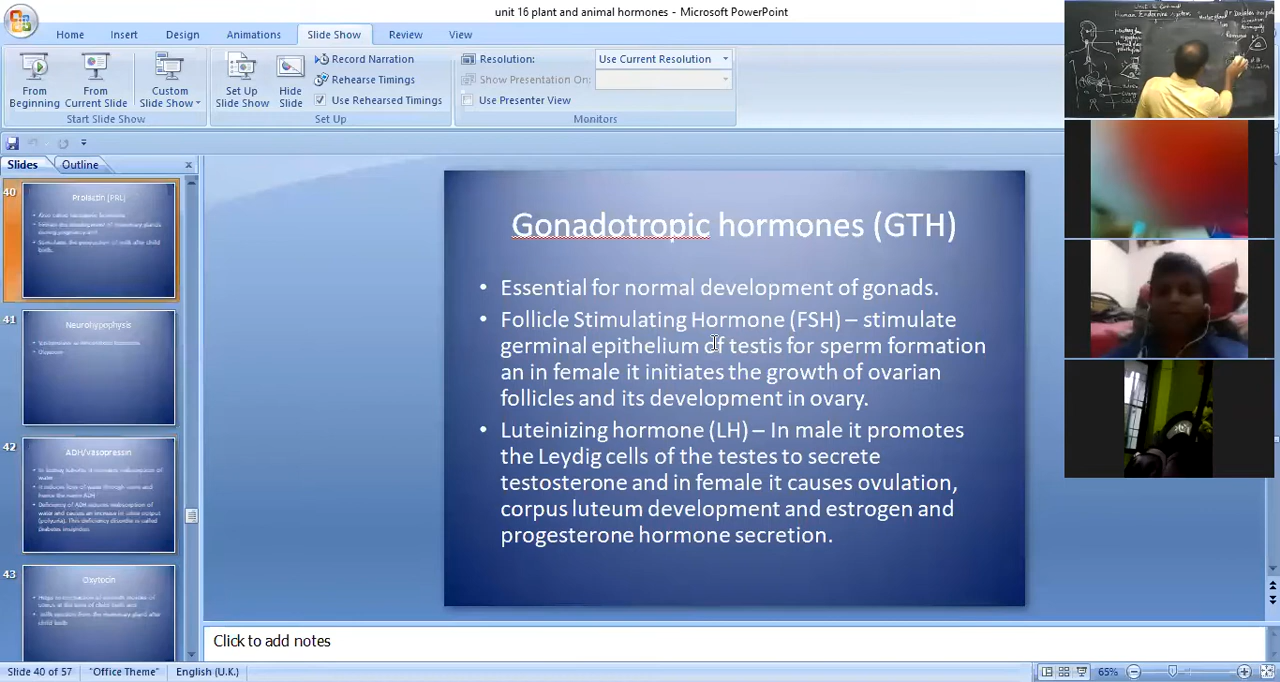 unit 16 plant and animal hormones - Microsoft PowerPoint
Home Insert Design Animations Slide Show Review View
From Beginning
From Current Slide
Custom Slide Show
Start Slide Show
Set Up Slide Show
Hide Slide
Record Narration
Rehearse Timings
Use Rehearsed Timings
Set Up
Resolution: Use Current Resolution
Show Presentation On:
Use Presenter View
Monitors
Slides Outline
40
Prolactin (PRL)
41
Neurohypophysis
42
ADH/vasopressin
43
Oxytocin
Gonadotropic hormones (GTH)
• Essential for normal development of gonads.
• Follicle Stimulating Hormone (FSH) – stimulate
germinal epithelium of testis for sperm formation
an in female it initiates the growth of ovarian
follicles and its development in ovary.
• Luteinizing hormone (LH) – In male it promotes
the Leydig cells of the testes to secrete
testosterone and in female it causes ovulation,
corpus luteum development and estrogen and
progesterone hormone secretion.
Click to add notes
Slide 40 of 57 "Office Theme" English (U.K.) 65%
Human Endocrine System